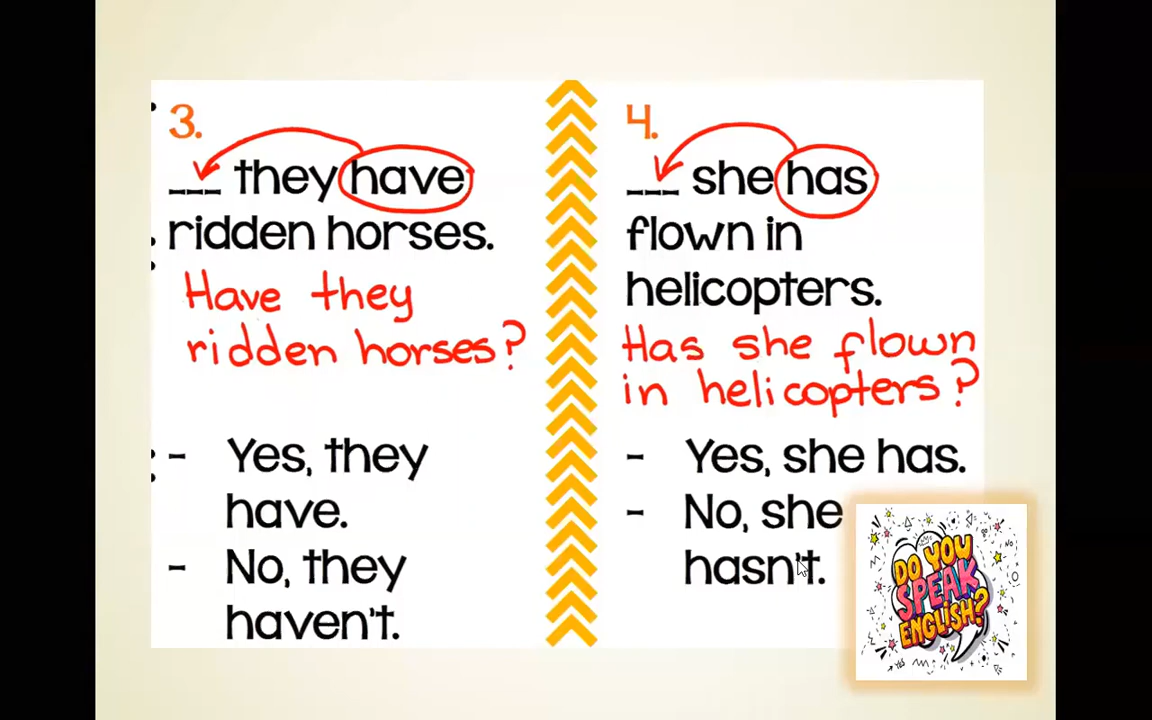 3.
___ they have
ridden horses.
Have they
ridden horses?
- Yes, they
have.
- No, they
haven't.
4.
___ she has
flown in
helicopters.
Has she flown
in helicopters?
- Yes, she has.
- No, she
hasn't.
DO YOU
SPEAK
ENGLISH?
NO
YES